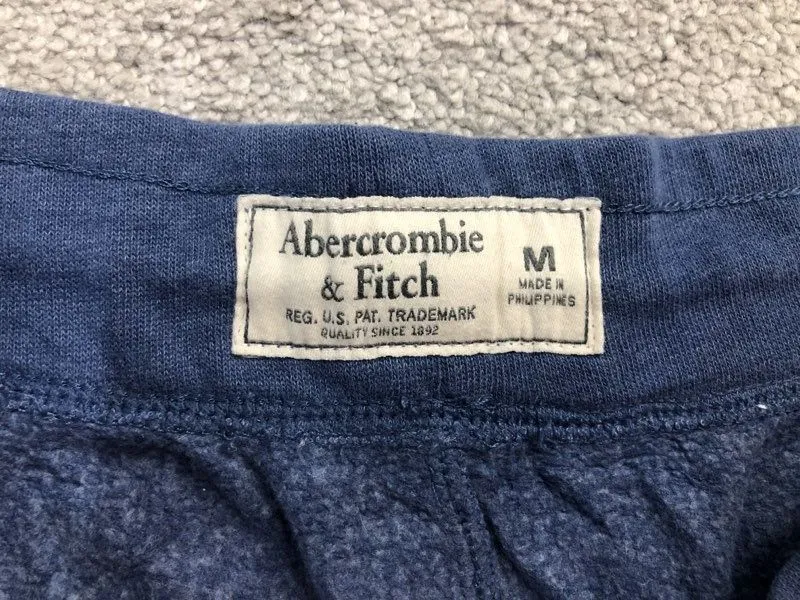 Abercrombie
& Fitch
REG. U.S. PAT. TRADEMARK
QUALITY SINCE 1892
M
MADE IN
PHILIPPINES